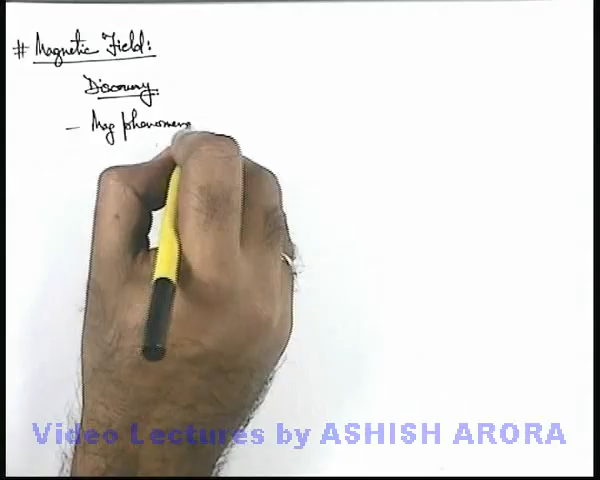 # Magnetic Field:
Discovery
– Mag phenomena
Video Lectures by ASHISH ARORA